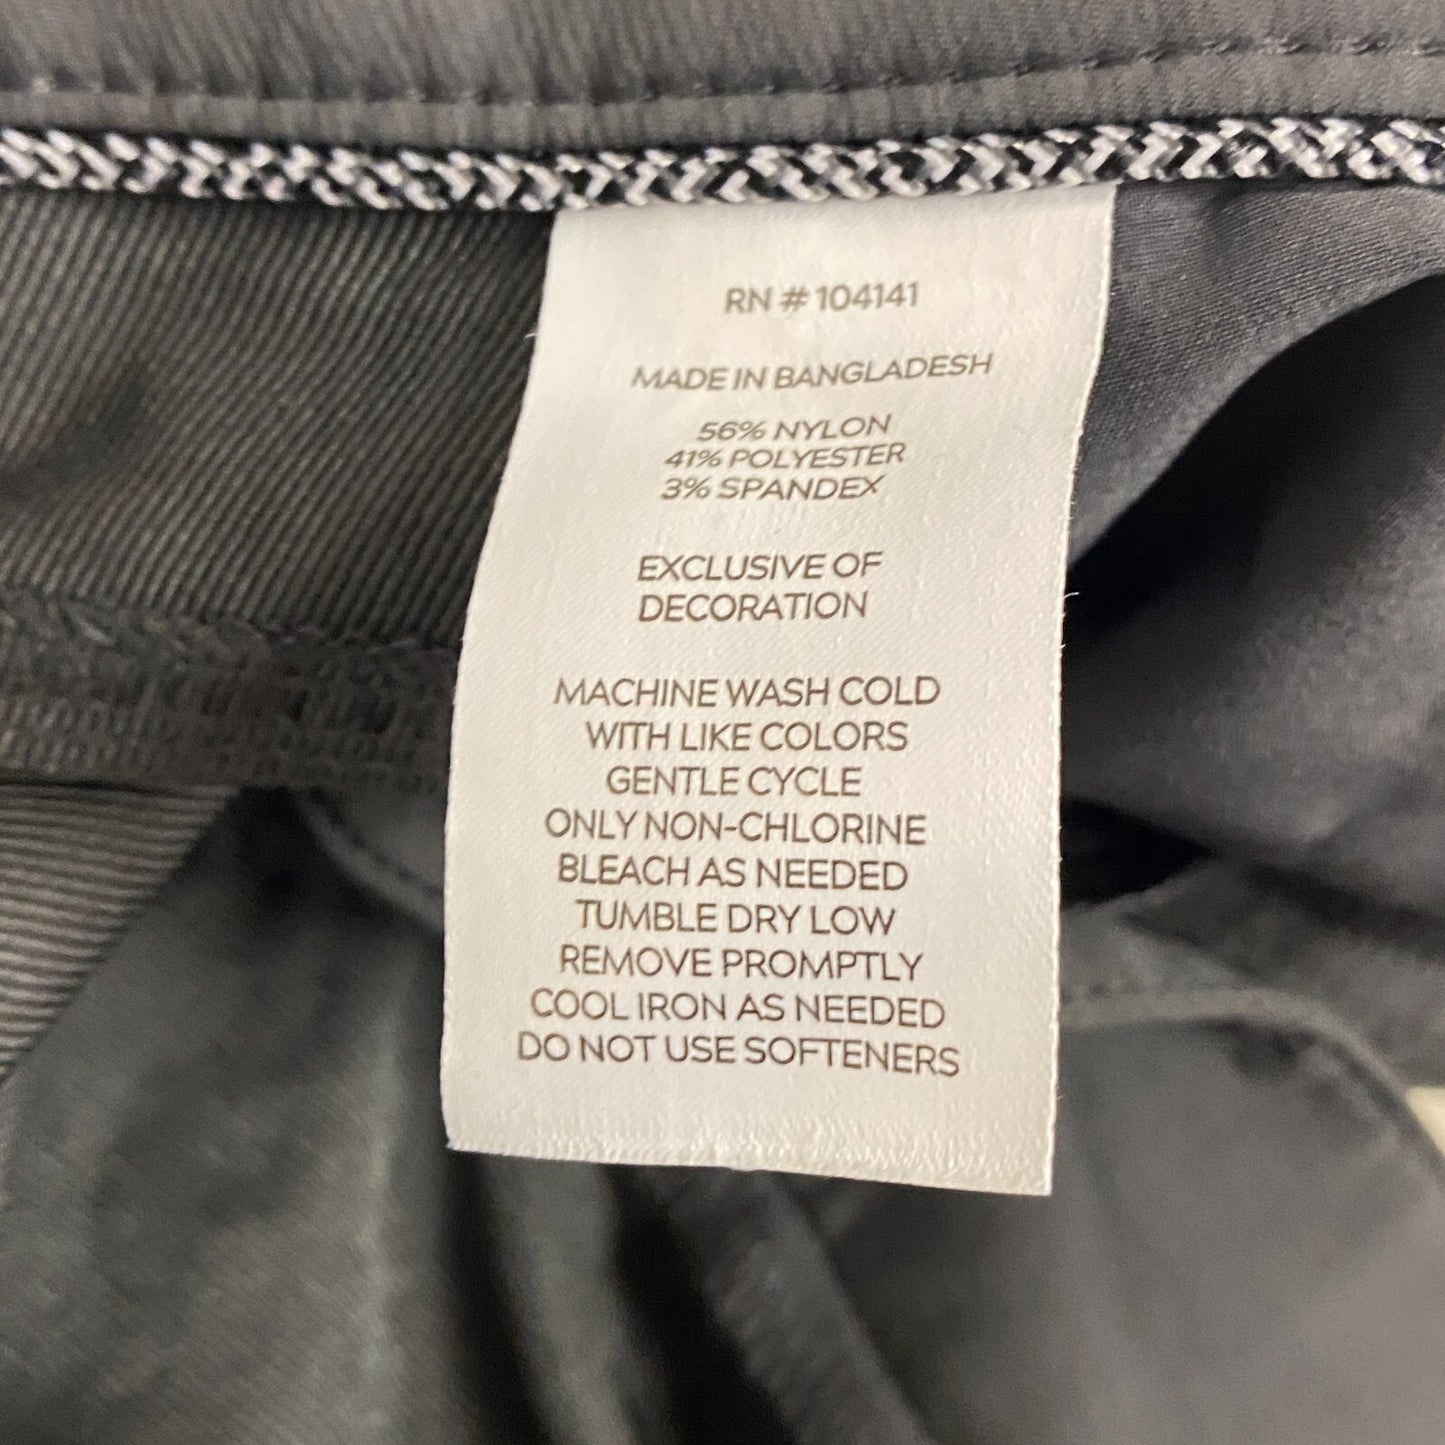 RN # 104141
MADE IN BANGLADESH
56% NYLON
41% POLYESTER
3% SPANDEX
EXCLUSIVE OF
DECORATION
MACHINE WASH COLD
WITH LIKE COLORS
GENTLE CYCLE
ONLY NON-CHLORINE
BLEACH AS NEEDED
TUMBLE DRY LOW
REMOVE PROMPTLY
COOL IRON AS NEEDED
DO NOT USE SOFTENERS